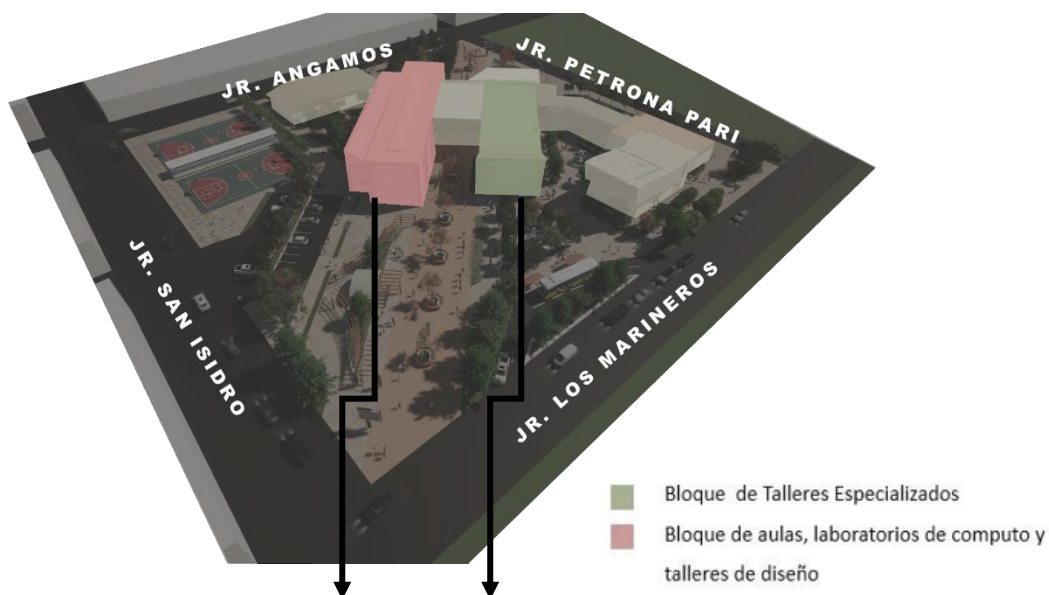 JR. ANGAMOS
JR. PETRONA PARI
JR. SAN ISIDRO
JR. LOS MARINEROS
Bloque de Talleres Especializados
Bloque de aulas, laboratorios de computo y
talleres de diseño